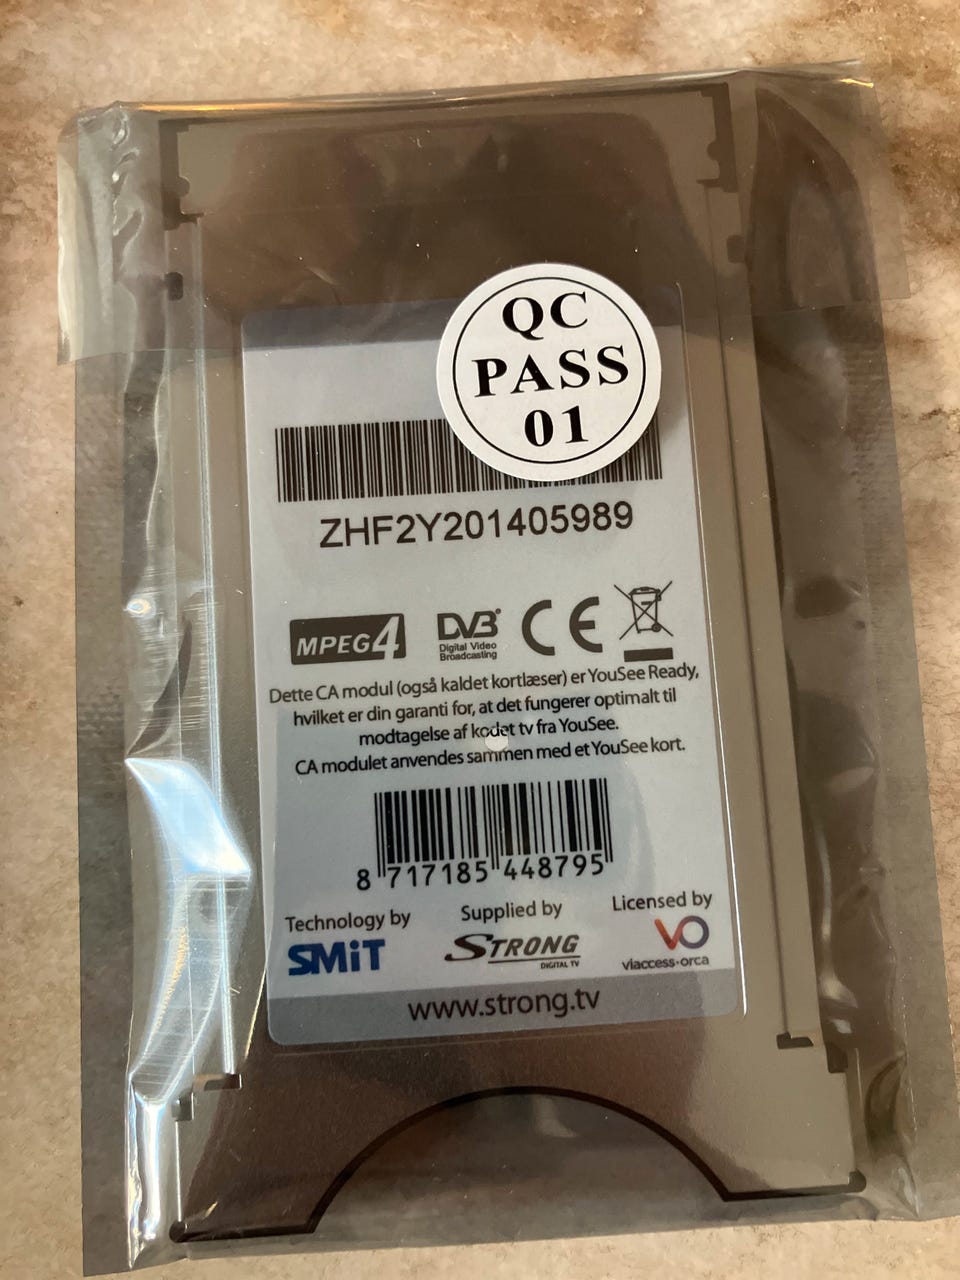 QC
PASS
01
ZHF2Y201405989
MPEG4
DVB
Digital Video
Broadcasting
CE
Dette CA modul (også kaldet kortlæser) er YouSee Ready,
hvilket er din garanti for, at det fungerer optimalt til
modtagelse af kodet tv fra YouSee.
CA modulet anvendes sammen med et YouSee kort.
8 717185 448795
Technology by
SMiT
Supplied by
STRONG
DIGITAL TV
Licensed by
VO
viaccess-orca
www.strong.tv